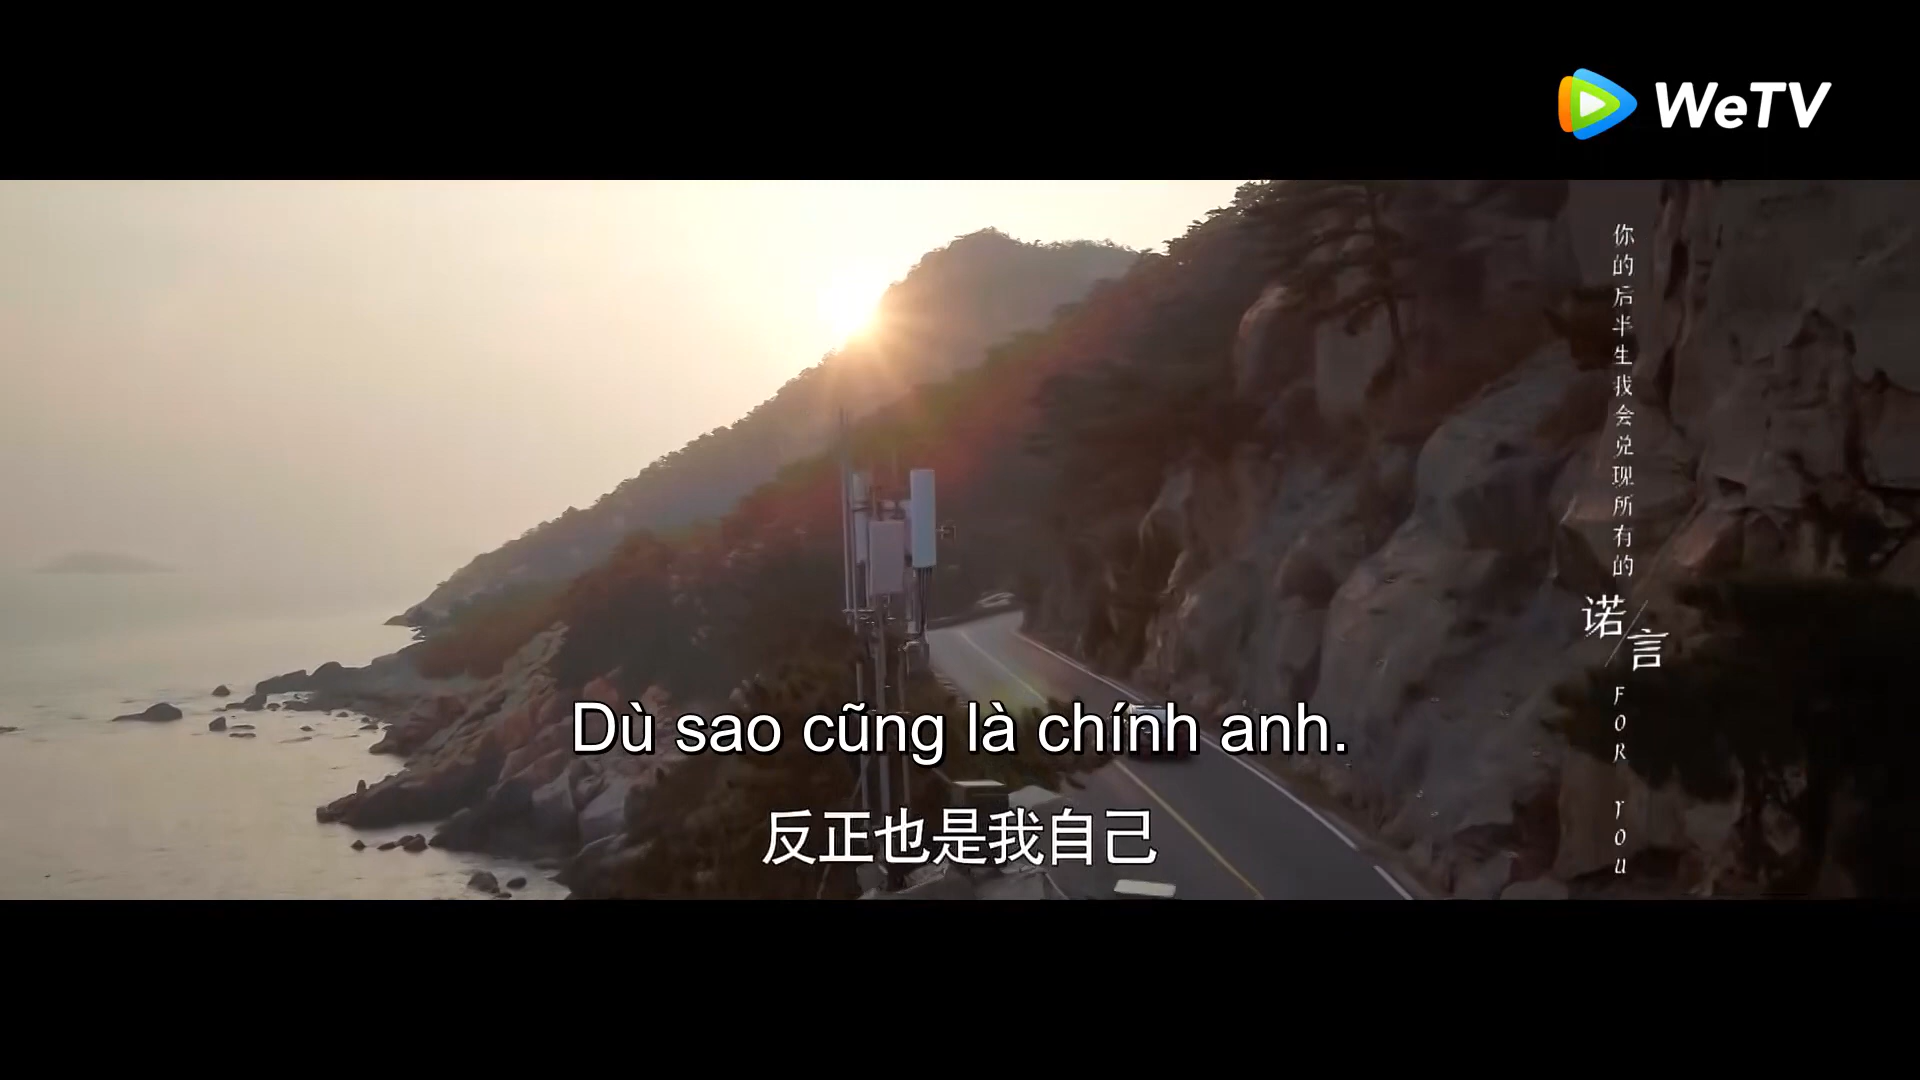 WeTV
你的后半生我会兑现所有的
诺言
FOR YOU
Dù sao cũng là chính anh.
反正也是我自己